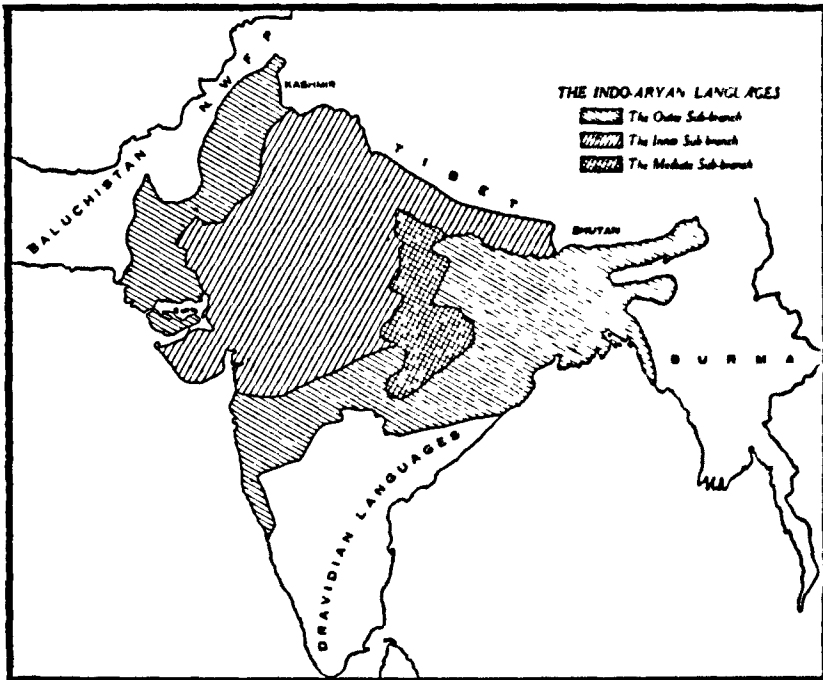 N W F P
KASHMIR
THE INDO-ARYAN LANGUAGES
The Outer Sub-branch
The Inner Sub-branch
The Mediate Sub-branch
TIBET
BALUCHISTAN
BHUTAN
BURMA
DRAVIDIAN LANGUAGES